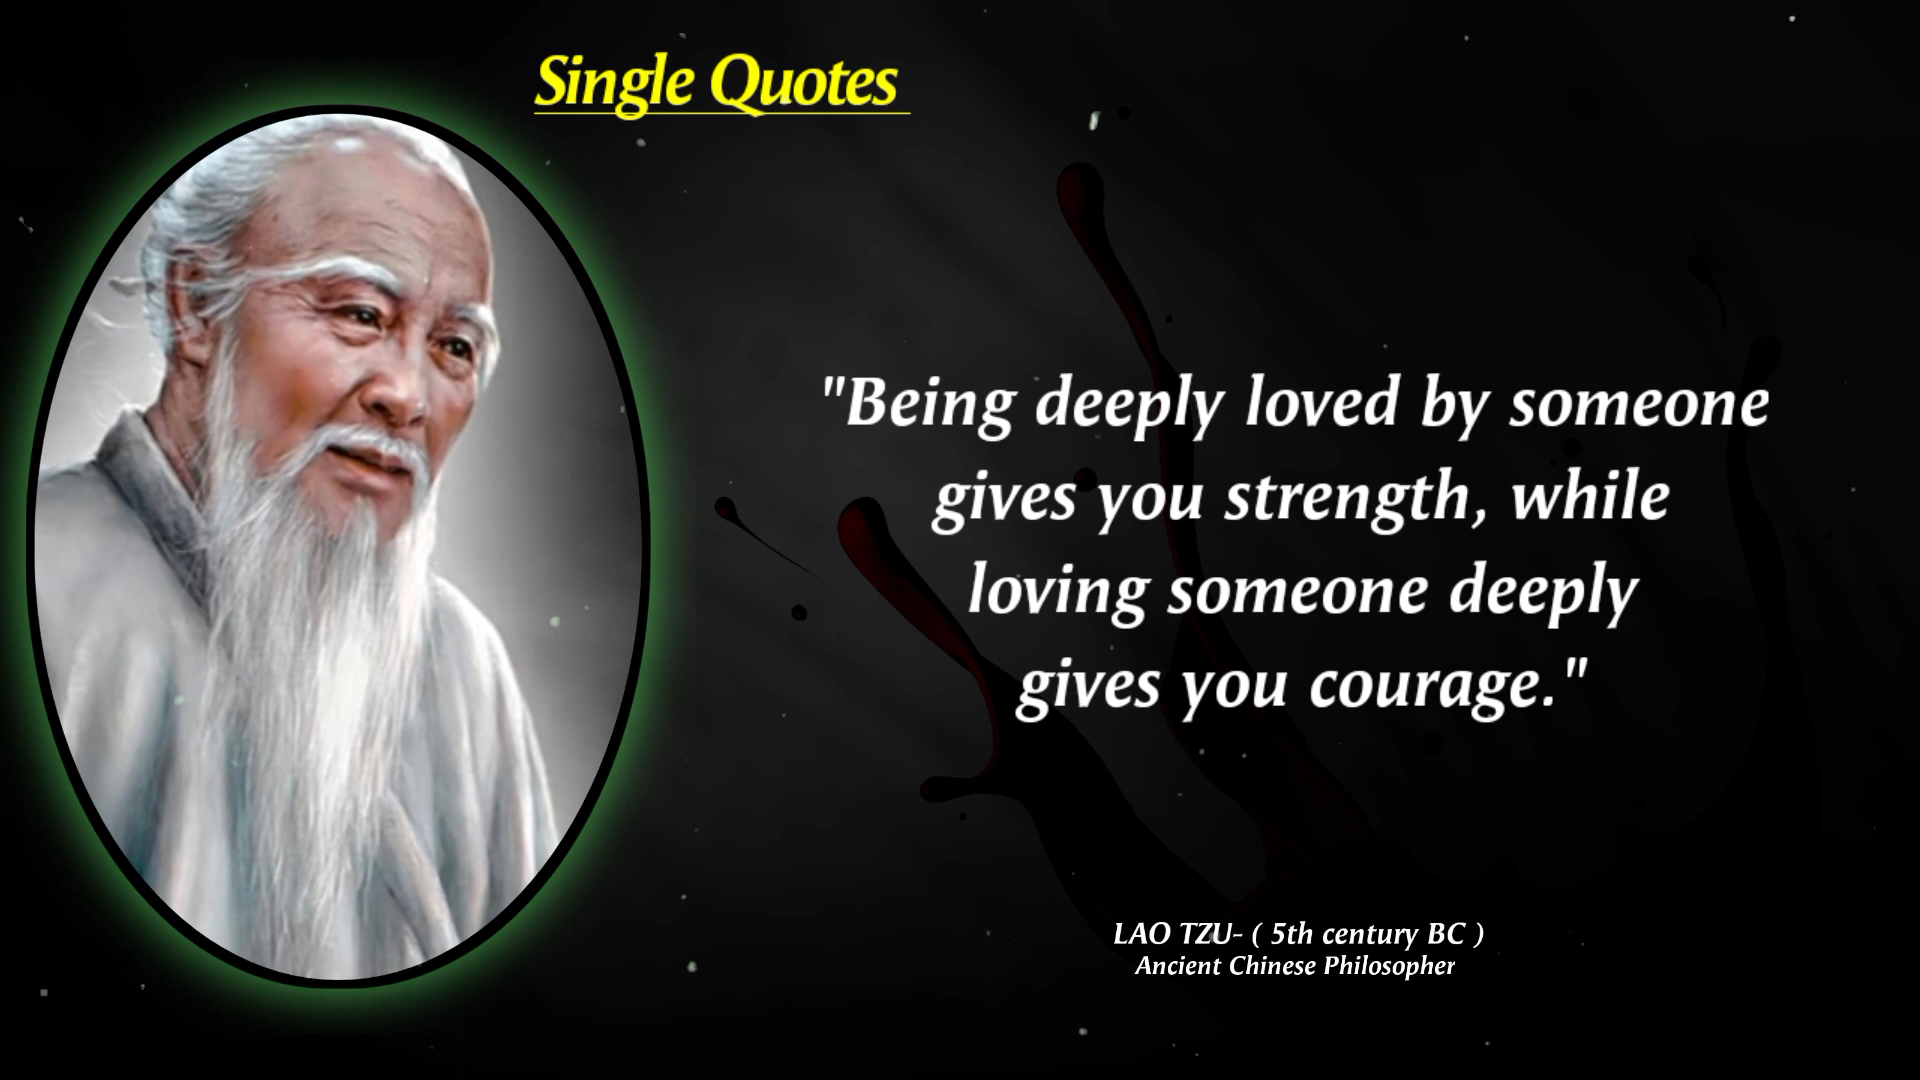 Single Quotes
"Being deeply loved by someone
gives you strength, while
loving someone deeply
gives you courage."
LAO TZU- ( 5th century BC )
Ancient Chinese Philosopher